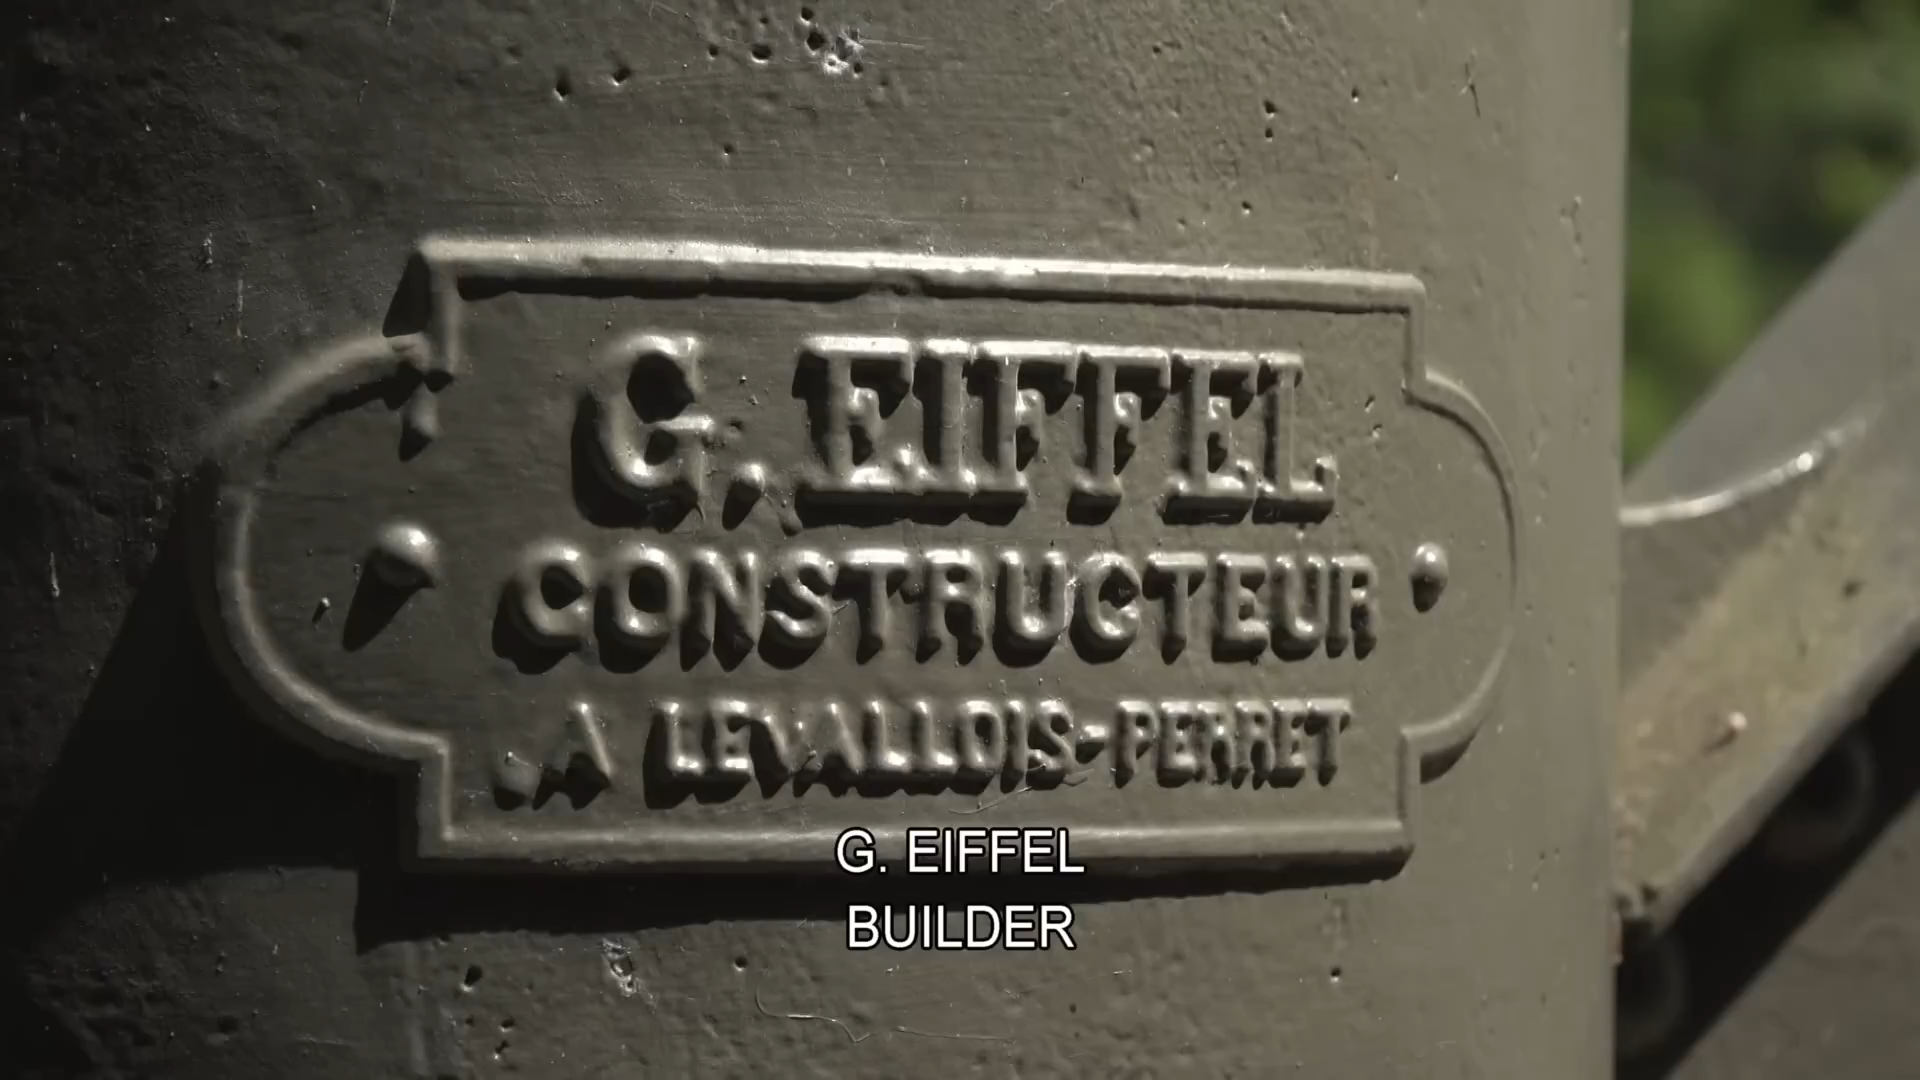 G. EIFFEL
CONSTRUCTEUR
A LEVALLOIS-PERRET
G. EIFFEL
BUILDER